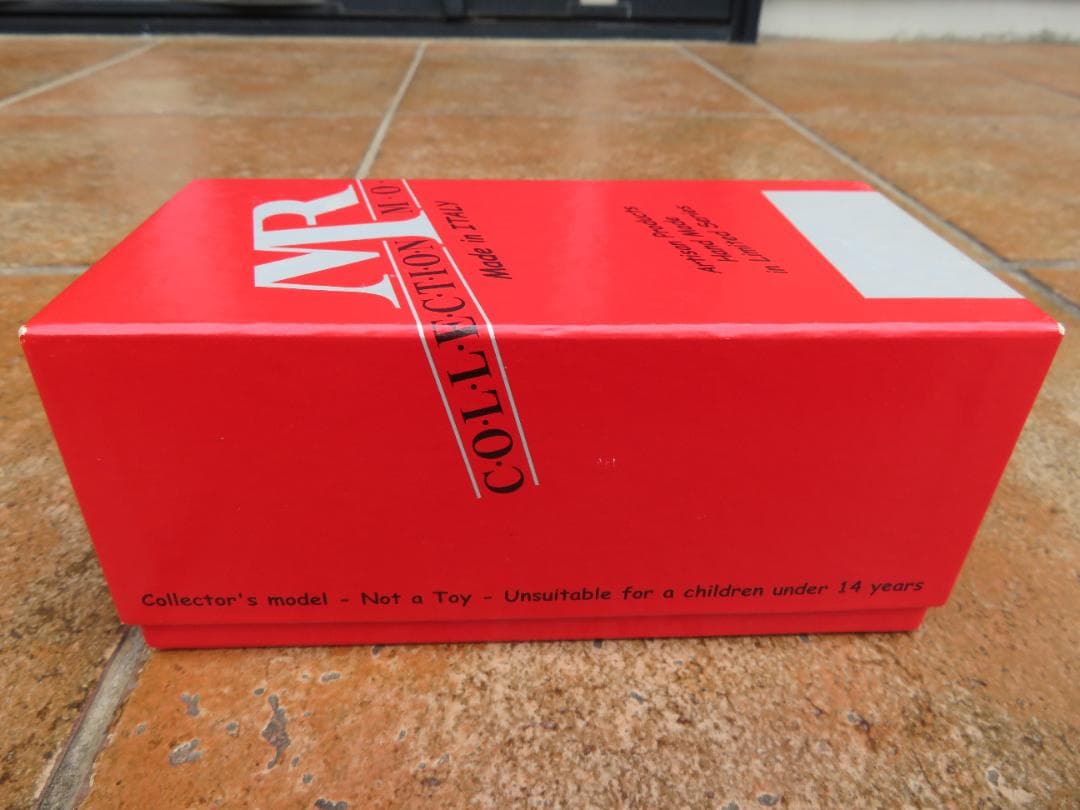 MR
C·O·L·L·E·C·T·I·O·N M·O·
Made in ITALY
Artisan Products
Hand Made
in Limited Series
Collector's model - Not a Toy - Unsuitable for a children under 14 years